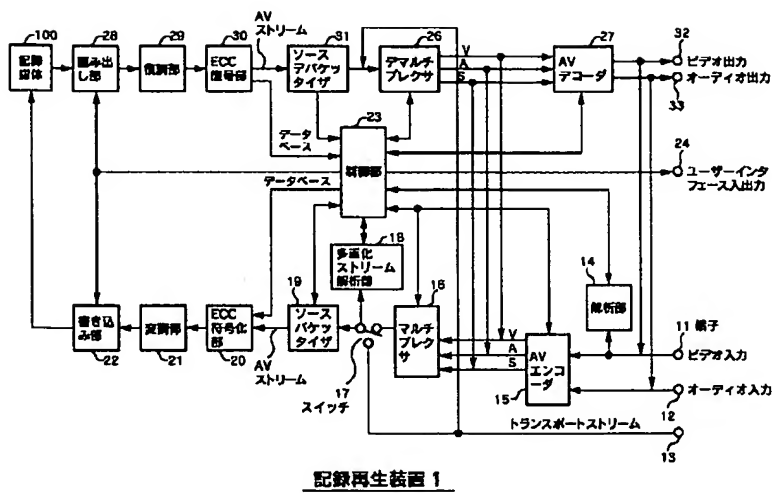 100
28
29
30
AV
ストリーム
31
26
27
32
記録
媒体
読み出
し部
復調部
ECC
復号部
ソース
デパケッ
タイザ
デマルチ
プレクサ
V
A
S
AV
デコーダ
ビデオ出力
オーディオ出力
33
データ
ベース
23
制御部
24
ユーザーインタ
フェース入出力
データベース
18
多重化
ストリーム
解析部
14
解析部
19
16
書き込
み部
変調部
ECC
符号化
部
ソース
パケッ
タイザ
マルチ
プレク
サ
V
A
S
AV
エンコ
ーダ
11 端子
ビデオ入力
22
21
20
AV
ストリーム
17
スイッチ
15
オーディオ入力
12
トランスポートストリーム
13
記録再生装置 1